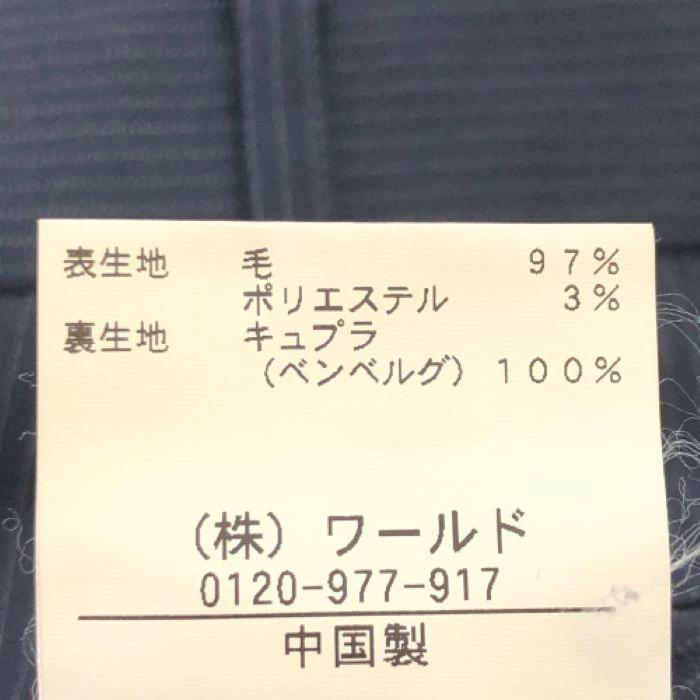 表生地 毛 97%
ポリエステル 3%
裏生地 キュプラ
(ベンベルグ) 100%
(株) ワールド
0120-977-917
中国製